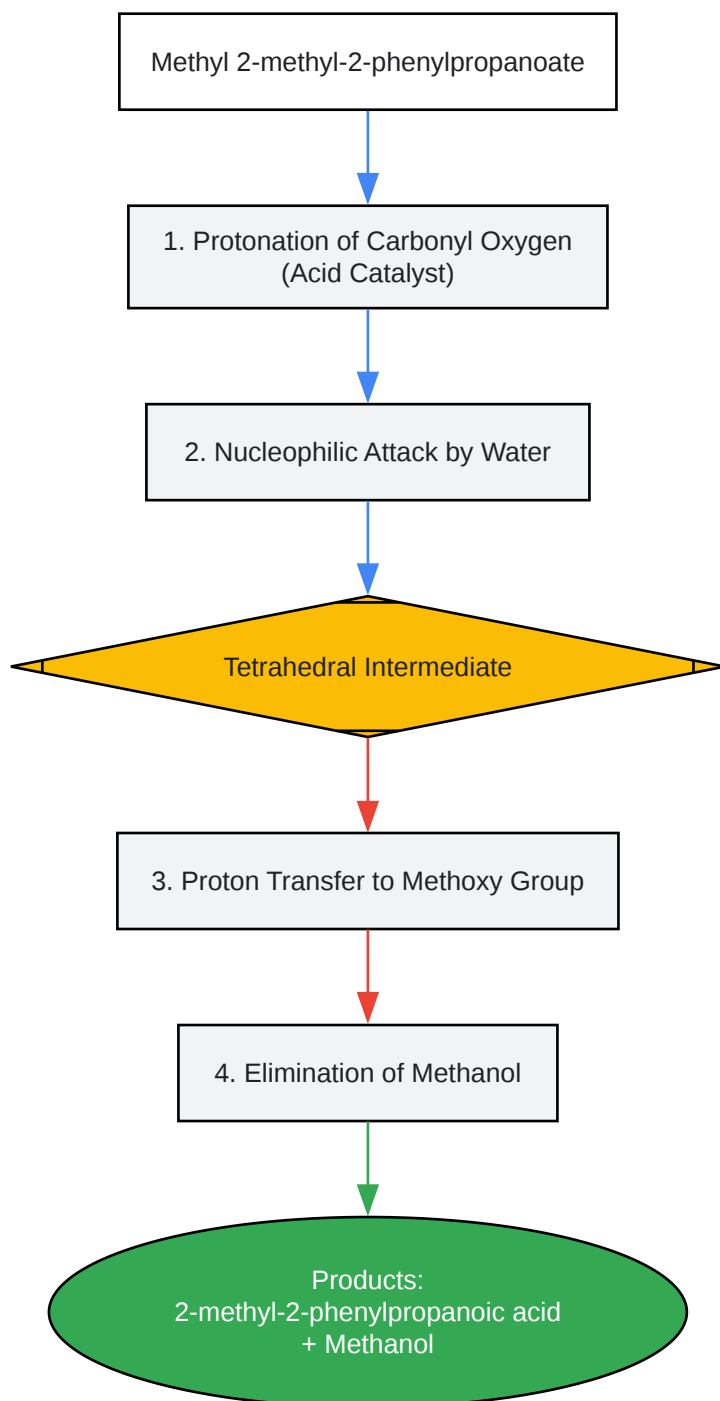 Methyl 2-methyl-2-phenylpropanoate
1. Protonation of Carbonyl Oxygen
(Acid Catalyst)
2. Nucleophilic Attack by Water
Tetrahedral Intermediate
3. Proton Transfer to Methoxy Group
4. Elimination of Methanol
Products:
2-methyl-2-phenylpropanoic acid
+ Methanol